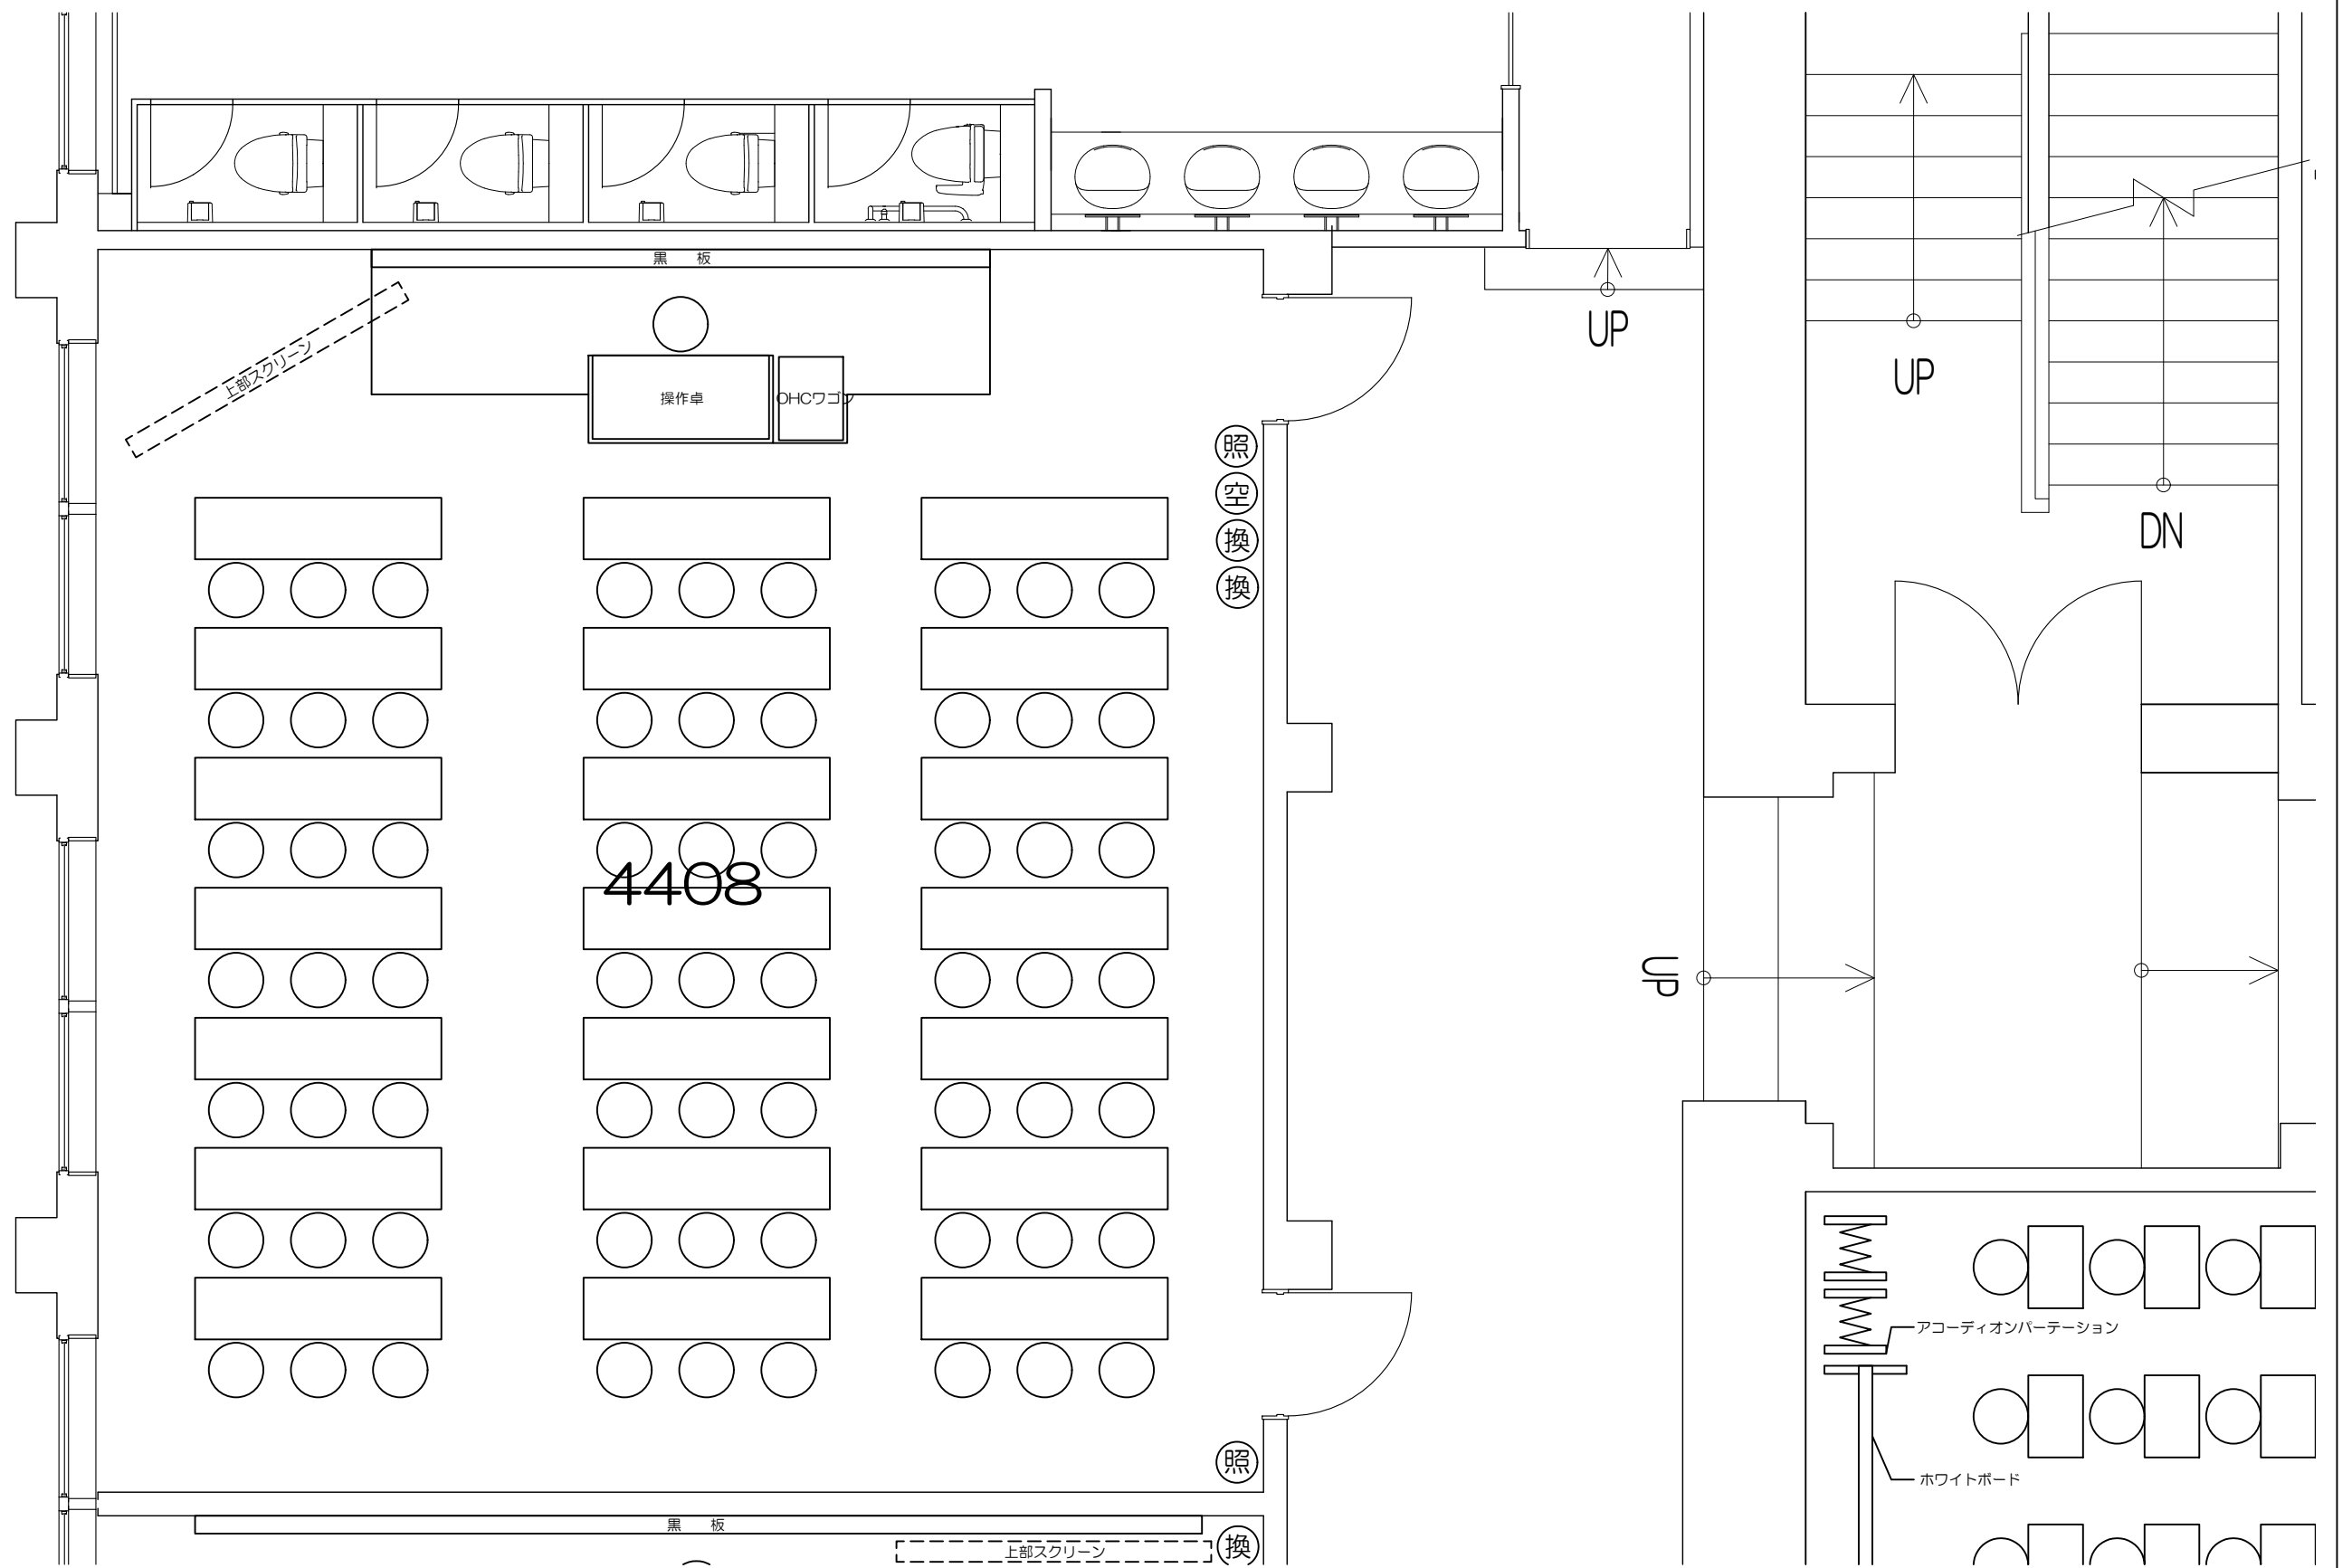 黒 板
上部スクリーン
操作卓
OHCワゴン
UP
UP
DN
照
空
換
換
4408
UP
アコーディオンパーテーション
ホワイトボード
照
黒 板
上部スクリーン
換